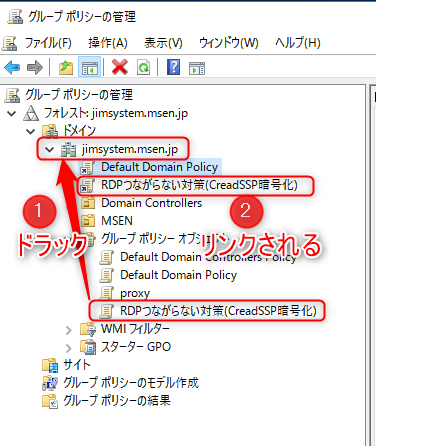 グループ ポリシーの管理
ファイル(F) 操作(A) 表示(V) ウィンドウ(W) ヘルプ(H)
グループ ポリシーの管理
フォレスト: jimsystem.msen.jp
ドメイン
jimsystem.msen.jp
Default Domain Policy
RDPつながらない対策(CreadSSP暗号化)
Domain Controllers
MSEN
1
ドラック
2
リンクされる
グループ ポリシー オブジェ
Default Domain Controllers Policy
Default Domain Policy
proxy
RDPつながらない対策(CreadSSP暗号化)
WMI フィルター
スターター GPO
サイト
グループ ポリシーのモデル作成
グループ ポリシーの結果